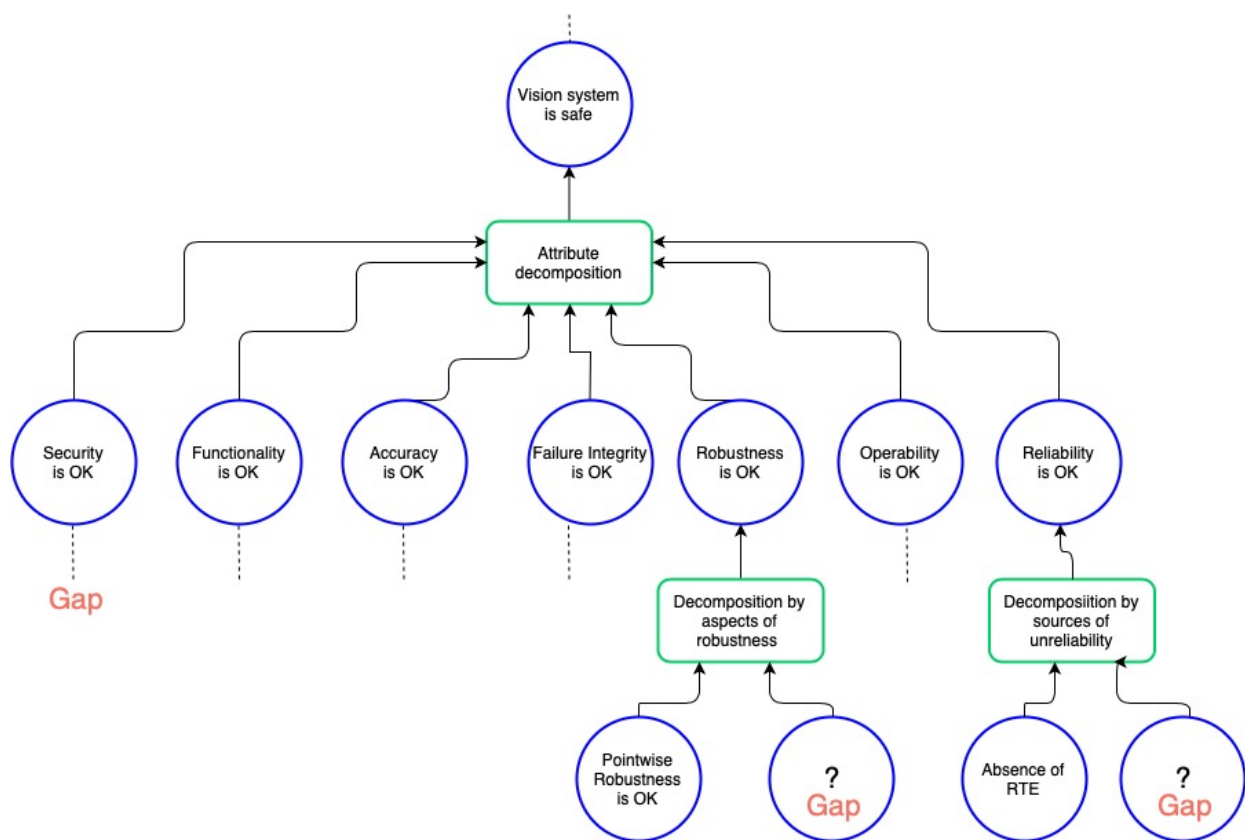 Vision system
is safe
Attribute
decomposition
Security
is OK
Functionality
is OK
Accuracy
is OK
Failure Integrity
is OK
Robustness
is OK
Operability
is OK
Reliability
is OK
Gap
Decomposition by
aspects of
robustness
Decomposiition by
sources of
unreliability
Pointwise
Robustness
is OK
?
Gap
Absence of
RTE
?
Gap